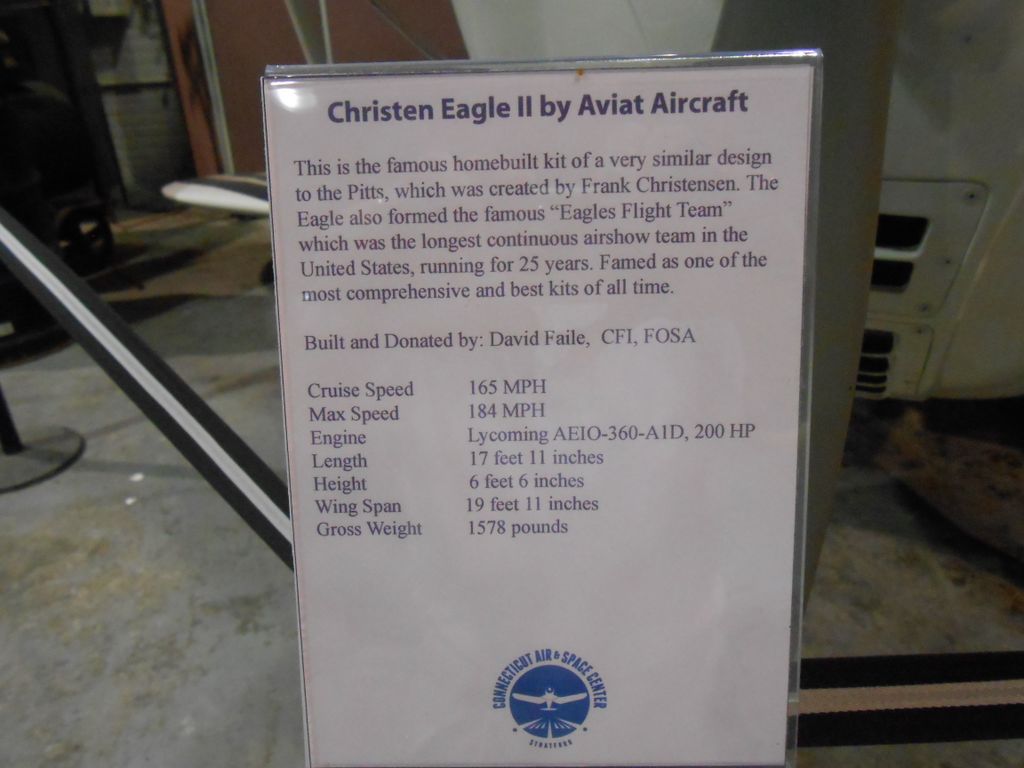 Christen Eagle II by Aviat Aircraft
This is the famous homebuilt kit of a very similar design
to the Pitts, which was created by Frank Christensen. The
Eagle also formed the famous “Eagles Flight Team”
which was the longest continuous airshow team in the
United States, running for 25 years. Famed as one of the
most comprehensive and best kits of all time.
Built and Donated by: David Faile, CFI, FOSA
Cruise Speed 165 MPH
Max Speed 184 MPH
Engine Lycoming AEIO-360-A1D, 200 HP
Length 17 feet 11 inches
Height 6 feet 6 inches
Wing Span 19 feet 11 inches
Gross Weight 1578 pounds
CONNECTICUT AIR & SPACE CENTER
STRATFORD